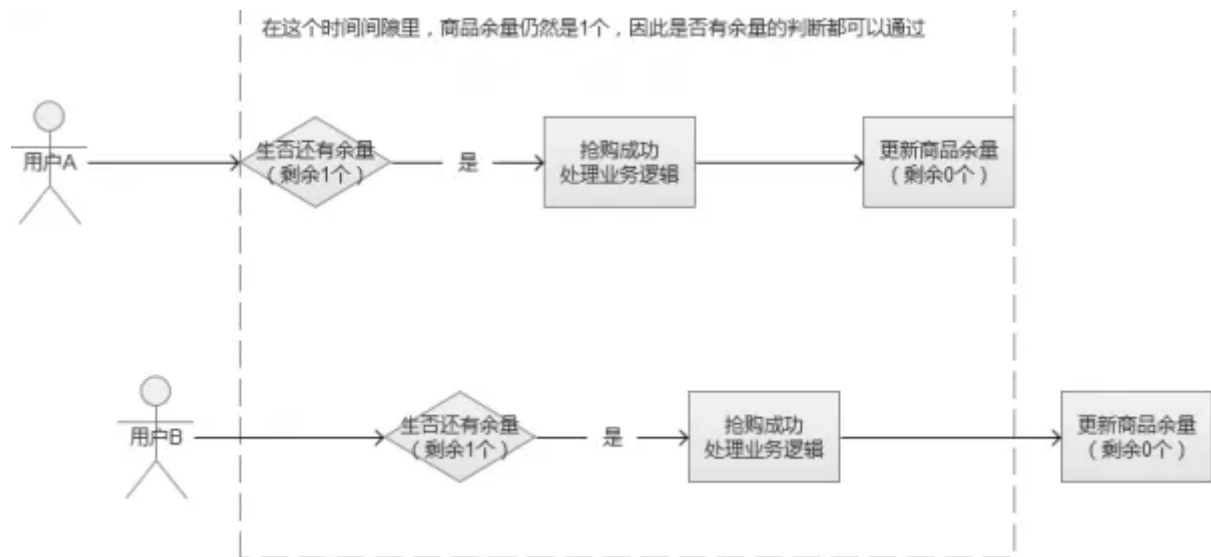 在这个时间间隙里，商品余量仍然是1个，因此是否有余量的判断都可以通过
用户A
生否还有余量
（剩余1个）
是
抢购成功
处理业务逻辑
更新商品余量
（剩余0个）
用户B
生否还有余量
（剩余1个）
是
抢购成功
处理业务逻辑
更新商品余量
（剩余0个）